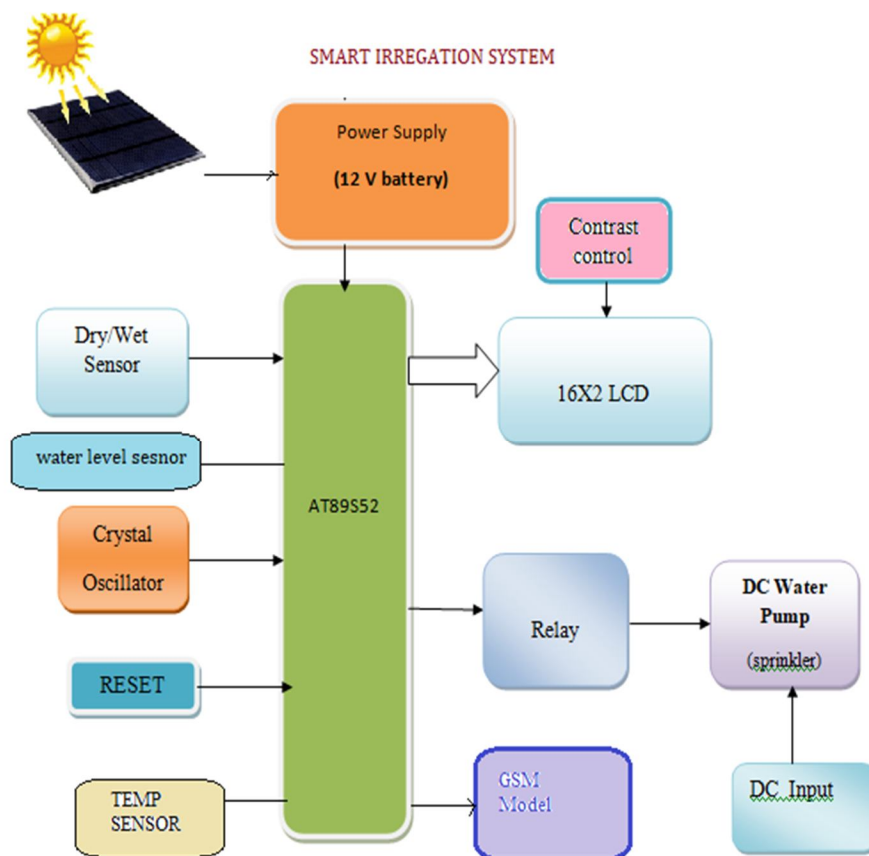 SMART IRREGATION SYSTEM
Power Supply
(12 V battery)
Contrast
control
Dry/Wet
Sensor
16X2 LCD
water level sesnor
AT89S52
Crystal
Oscillator
Relay
DC Water
Pump
(sprinkler)
RESET
TEMP
SENSOR
GSM
Model
DC Input